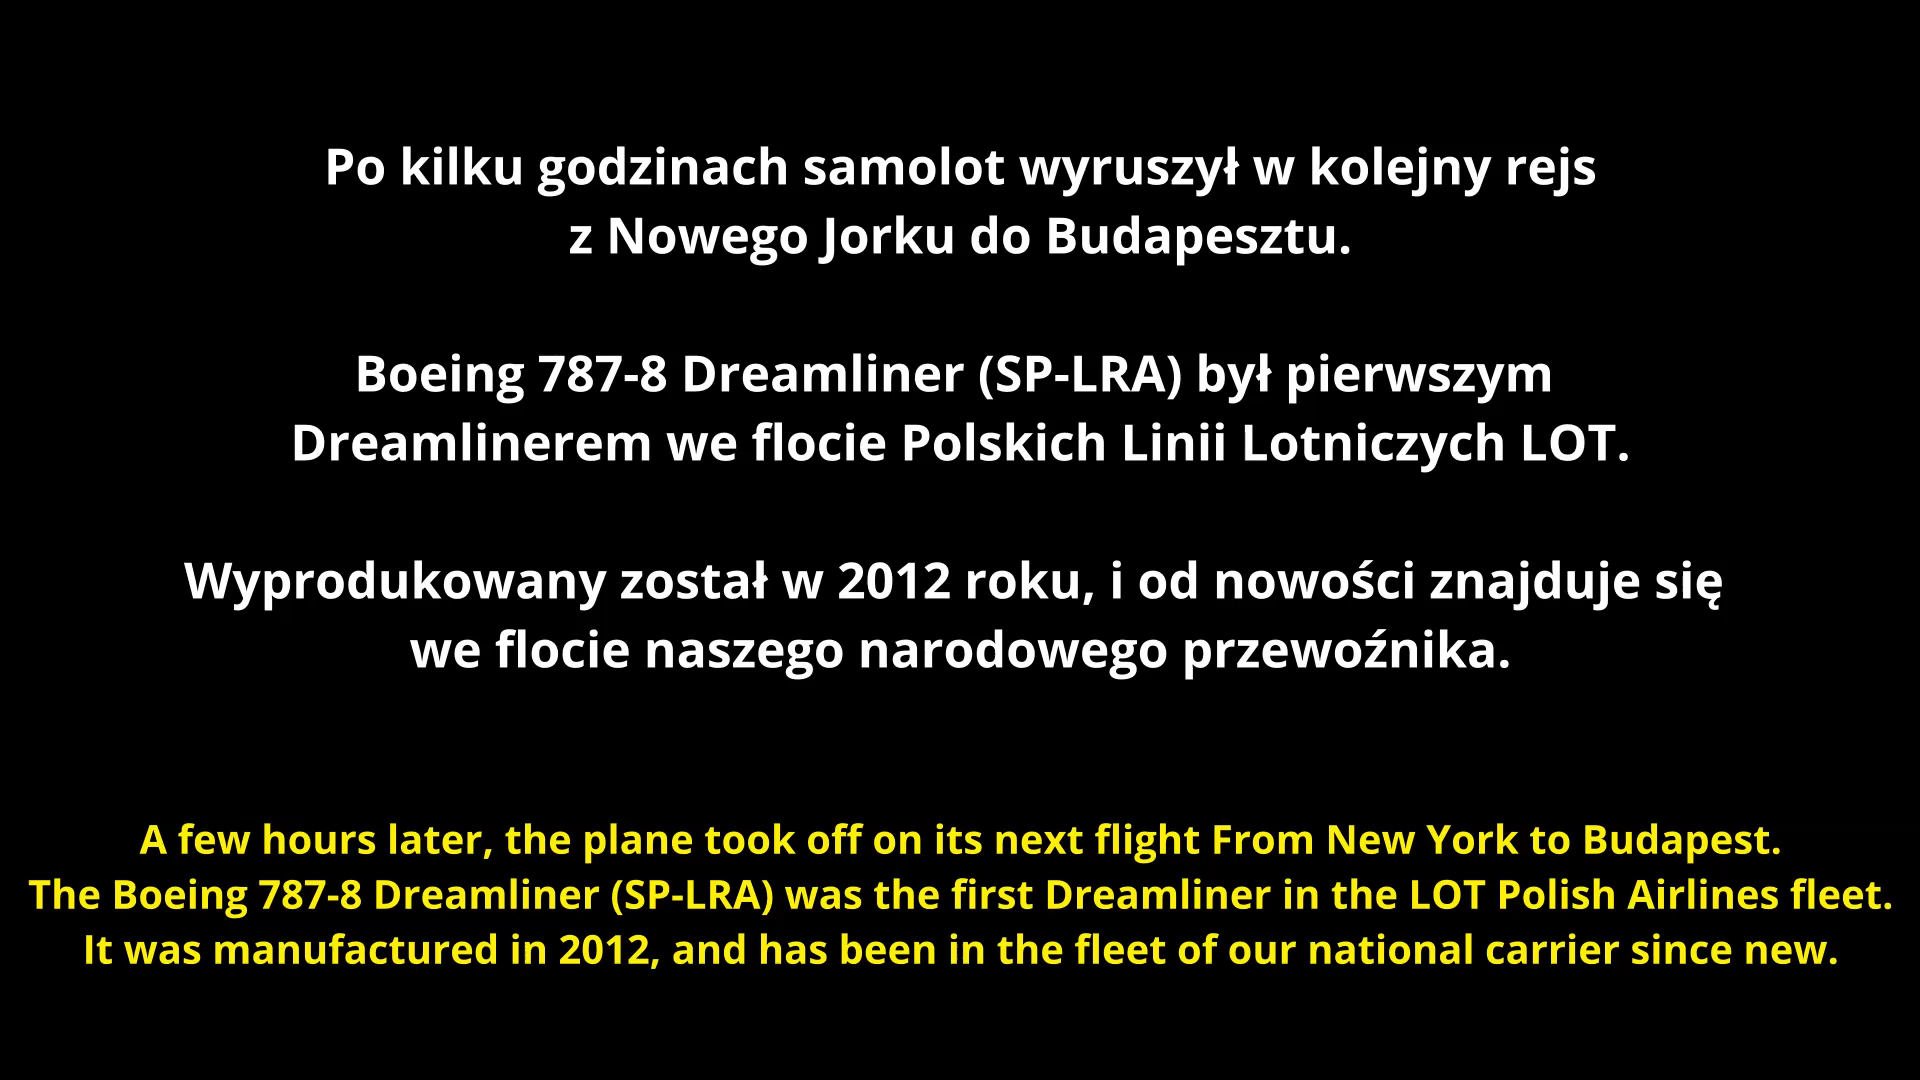 Po kilku godzinach samolot wyruszył w kolejny rejs
z Nowego Jorku do Budapesztu.
Boeing 787-8 Dreamliner (SP-LRA) był pierwszym
Dreamlinerem we flocie Polskich Linii Lotniczych LOT.
Wyprodukowany został w 2012 roku, i od nowości znajduje się
we flocie naszego narodowego przewoźnika.
A few hours later, the plane took off on its next flight From New York to Budapest.
The Boeing 787-8 Dreamliner (SP-LRA) was the first Dreamliner in the LOT Polish Airlines fleet.
It was manufactured in 2012, and has been in the fleet of our national carrier since new.